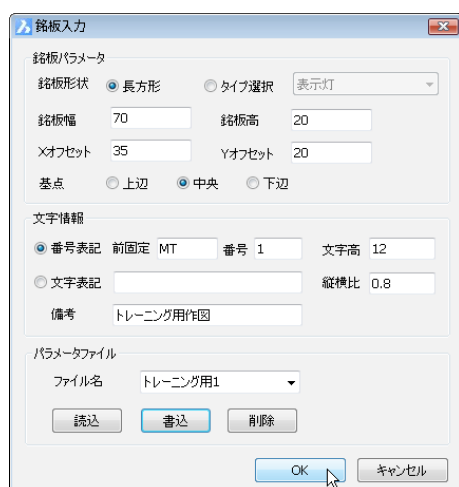 銘板入力
銘板パラメータ
銘板形状 長方形 タイプ選択 表示灯
銘板幅 70 銘板高 20
Xオフセット 35 Yオフセット 20
基点 上辺 中央 下辺
文字情報
番号表記 前固定 MT 番号 1 文字高 12
文字表記 縦横比 0.8
備考 トレーニング用作図
パラメータファイル
ファイル名 トレーニング用1
読込 書込 削除
OK キャンセル